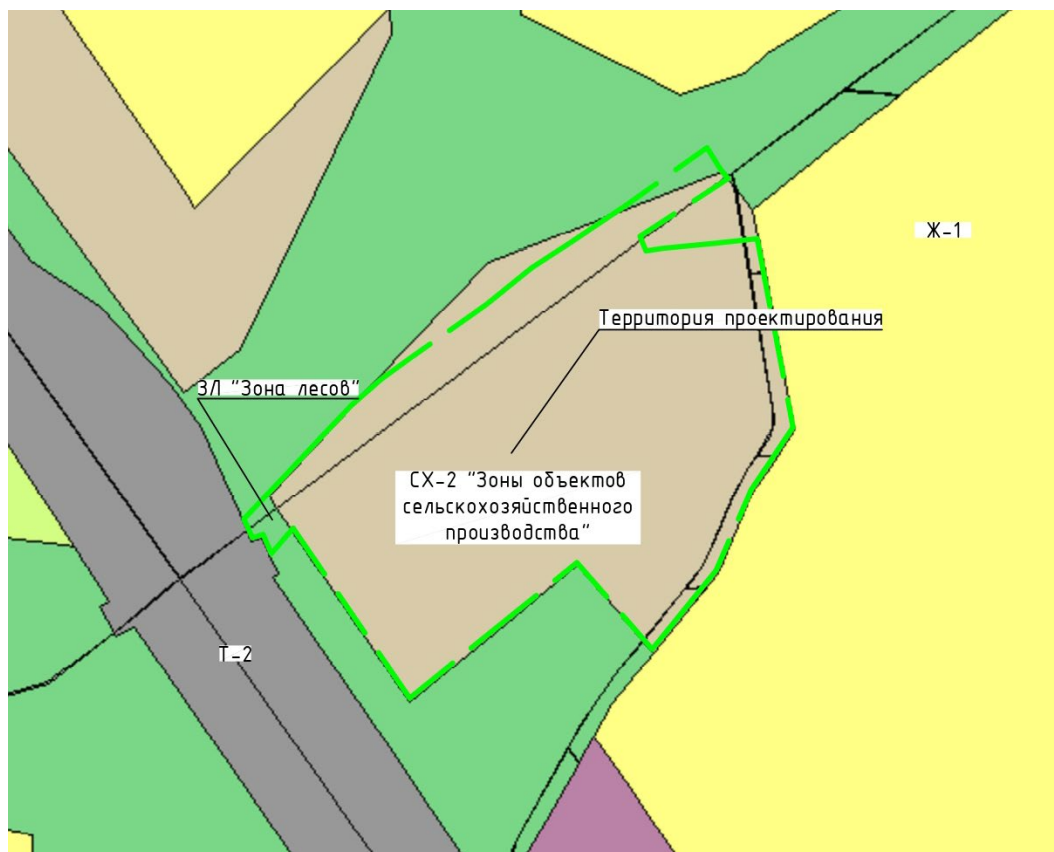 Ж-1
Территория проектирования
ЗЛ "Зона лесов"
СХ-2 "Зоны объектов
сельскохозяйственного
производства"
Т-2